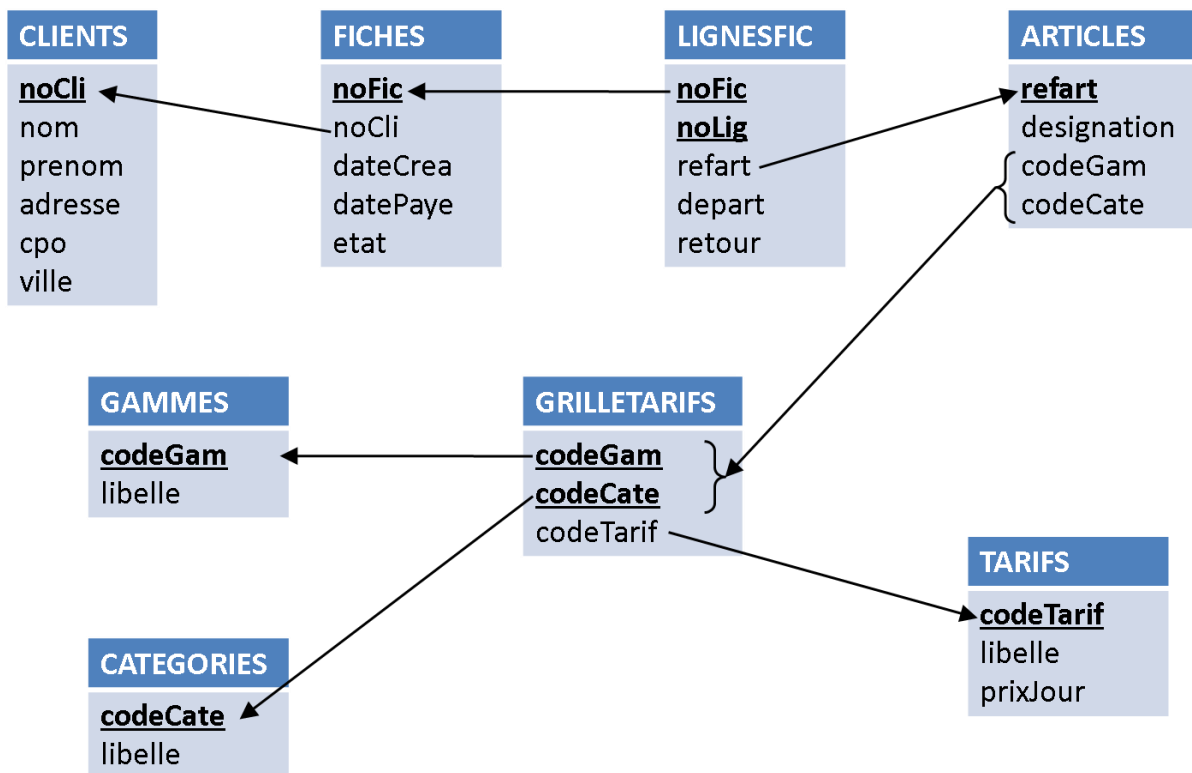 CLIENTS
noCli
nom
prenom
adresse
cpo
ville
FICHES
noFic
noCli
dateCrea
datePaye
etat
LIGNESFIC
noFic
noLig
refart
depart
retour
ARTICLES
refart
designation
codeGam
codeCate
GAMMES
codeGam
libelle
GRILLETARIFS
codeGam
codeCate
codeTarif
TARIFS
codeTarif
libelle
prixJour
CATEGORIES
codeCate
libelle